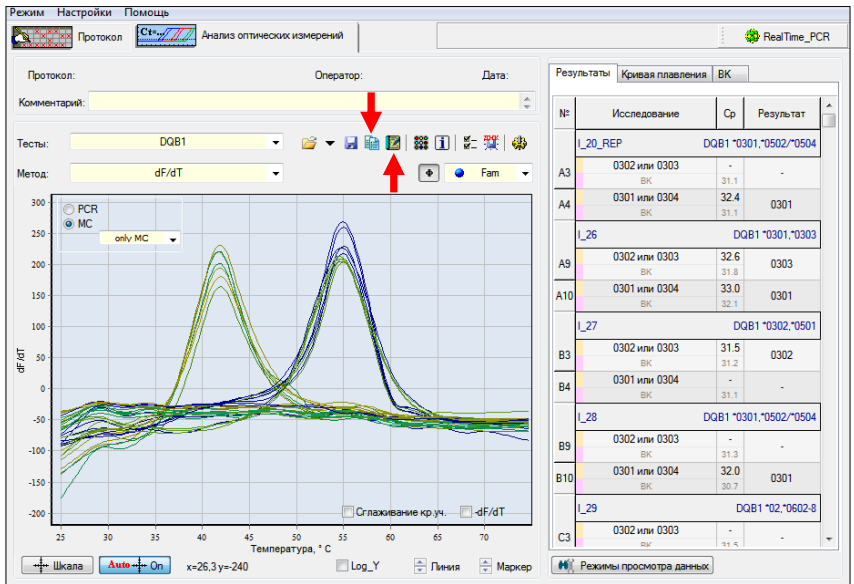 Режим Настройки Помощь
Протокол
Ct=../
Анализ оптических измерений
RealTime_PCR
Протокол: Оператор: Дата:
Комментарий:
Тесты: DQB1
Метод: dF/dT
Fam
PCR
MC
only MC
dF/dT
300
250
200
150
100
50
0
-50
-100
-150
-200
25 30 35 40 45 50 55 60 65 70
Температура, ° C
Сглаживание кр.уч. -dF/dT
Шкала Auto On x=26,3 y=-240 Log_Y Линия Маркер
Результаты Кривая плавления ВК
№ Исследование Cp Результат
I_20_REP DQB1 *0301,*0502/*0504
A3 0302 или 0303 - -
ВК 31.1
A4 0301 или 0304 32.4 0301
ВК 31.1
I_26 DQB1 *0301,*0303
A9 0302 или 0303 32.6 0303
ВК 31.8
A10 0301 или 0304 33.0 0301
ВК 32.1
I_27 DQB1 *0302,*0501
B3 0302 или 0303 31.5 0302
ВК 31.2
B4 0301 или 0304 - -
ВК 31.1
I_28 DQB1 *0301,*0502/*0504
B9 0302 или 0303 - -
ВК 31.3
B10 0301 или 0304 32.0 0301
ВК 30.7
I_29 DQB1 *02,*0602-8
C3 0302 или 0303 - -
ВК 31.5
Режимы просмотра данных